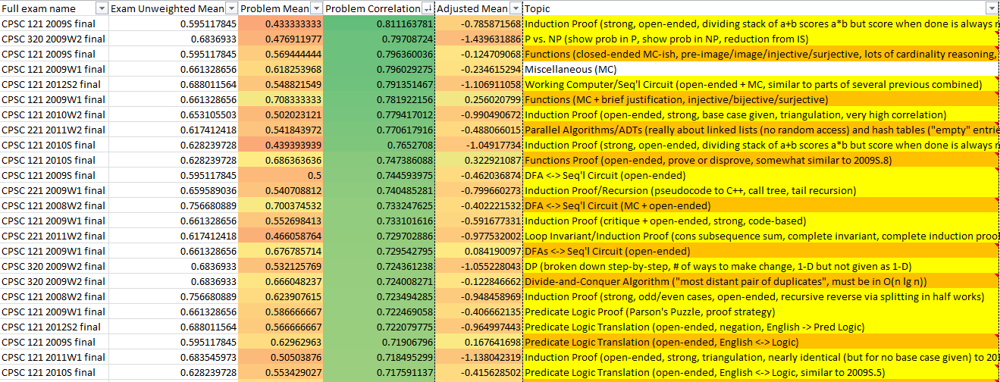 Full exam name Exam Unweighted Mean Problem Mean Problem Correlation Adjusted Mean Topic
CPSC 121 2009S final 0.595117845 0.433333333 0.811163781 -0.785871568 Induction Proof (strong, open-ended, dividing stack of a+b scores a*b but score when done is always
CPSC 320 2009W2 final 0.6836933 0.476911977 0.79708724 -1.439631886 P vs. NP (show prob in P, show prob in NP, reduction from IS)
CPSC 121 2009S final 0.595117845 0.569444444 0.796360036 -0.124709068 Functions (closed-ended MC-ish, pre-image/image/injective/surjective, lots of cardinality reasoning,
CPSC 121 2009W1 final 0.661328656 0.618253968 0.796029275 -0.234615294 Miscellaneous (MC)
CPSC 121 2012S2 final 0.688011564 0.548821549 0.791351467 -1.106911058 Working Computer/Seq'l Circuit (open-ended + MC, similar to parts of several previous combined)
CPSC 121 2009W1 final 0.661328656 0.708333333 0.781922156 0.256020799 Functions (MC + brief justification, injective/bijective/surjective)
CPSC 121 2010W2 final 0.653105503 0.502023121 0.779417012 -0.990490672 Induction Proof (open-ended, strong, base case given, triangulation, very high correlation)
CPSC 221 2011W2 final 0.617412418 0.541843972 0.770617916 -0.488066015 Parallel Algorithms/ADTs (really about linked lists (no random access) and hash tables ("empty" entrie
CPSC 121 2010S final 0.628239728 0.439393939 0.7652708 -1.04917734 Induction Proof (strong, open-ended, dividing stack of a+b scores a*b but score when done is always
CPSC 121 2010S final 0.628239728 0.686363636 0.747386088 0.322921087 Functions Proof (open-ended, prove or disprove, somewhat similar to 2009S.8)
CPSC 121 2009S final 0.595117845 0.5 0.744593975 -0.462036874 DFA <-> Seq'l Circuit (open-ended)
CPSC 221 2009W1 final 0.659589036 0.540708812 0.740485281 -0.799660273 Induction Proof/Recursion (pseudocode to C++, call tree, tail recursion)
CPSC 121 2008W2 final 0.756680889 0.700374532 0.733247625 -0.402221532 DFA <-> Seq'l Circuit (MC + open-ended)
CPSC 121 2009W1 final 0.661328656 0.552698413 0.733101616 -0.591677331 Induction Proof (critique + open-ended, strong, code-based)
CPSC 221 2011W2 final 0.617412418 0.466058764 0.729702886 -0.977532002 Loop Invariant/Induction Proof (cons subsequence sum, complete invariant, complete induction proo
CPSC 121 2009W1 final 0.661328656 0.676785714 0.729542795 0.084190097 DFAs <-> Seq'l Circuit (open-ended)
CPSC 320 2009W2 final 0.6836933 0.532125769 0.724361238 -1.055228043 DP (broken down step-by-step, # of ways to make change, 1-D but not given as 1-D)
CPSC 320 2009W2 final 0.6836933 0.666048237 0.724008271 -0.122846662 Divide-and-Conquer Algorithm ("most distant pair of duplicates", must be in O(n lg n))
CPSC 121 2008W2 final 0.756680889 0.623907615 0.723494285 -0.948458969 Induction Proof (strong, odd/even cases, open-ended, recursive reverse via splitting in half works)
CPSC 121 2009W1 final 0.661328656 0.586666667 0.722469058 -0.406662135 Predicate Logic Proof (Parson's Puzzle, proof strategy)
CPSC 121 2012S2 final 0.688011564 0.566666667 0.722079775 -0.964997443 Predicate Logic Translation (open-ended, negation, English -> Pred Logic)
CPSC 121 2009S final 0.595117845 0.62962963 0.71906796 0.167641698 Predicate Logic Translation (open-ended, English <-> Logic)
CPSC 121 2011W1 final 0.683545973 0.50503876 0.718495299 -1.138042319 Induction Proof (open-ended, strong, triangulation, nearly identical (but for no base case given) to 20
CPSC 121 2010S final 0.628239728 0.553429027 0.717591137 -0.415628502 Predicate Logic Translation (open-ended, English <-> Logic, similar to 2009S.5)